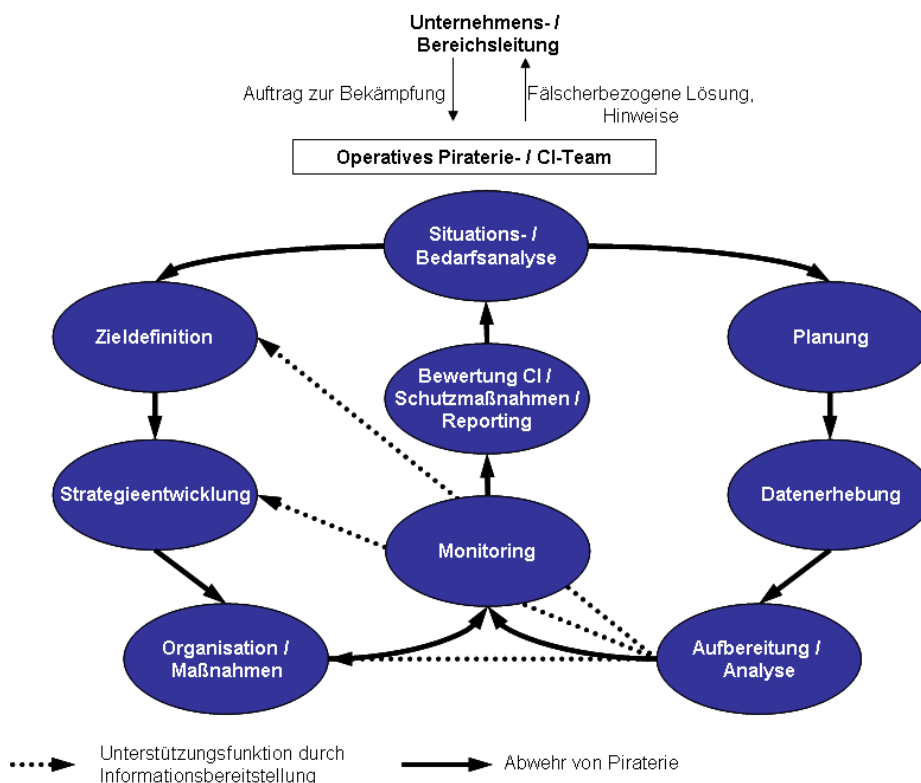 Unternehmens- /
Bereichsleitung
Auftrag zur Bekämpfung
Fälscherbezogene Lösung,
Hinweise
Operatives Piraterie- / CI-Team
Situations- /
Bedarfsanalyse
Zieldefinition
Planung
Bewertung CI /
Schutzmaßnahmen /
Reporting
Strategieentwicklung
Datenerhebung
Monitoring
Organisation /
Maßnahmen
Aufbereitung /
Analyse
Unterstützungsfunktion durch
Informationsbereitstellung
Abwehr von Piraterie